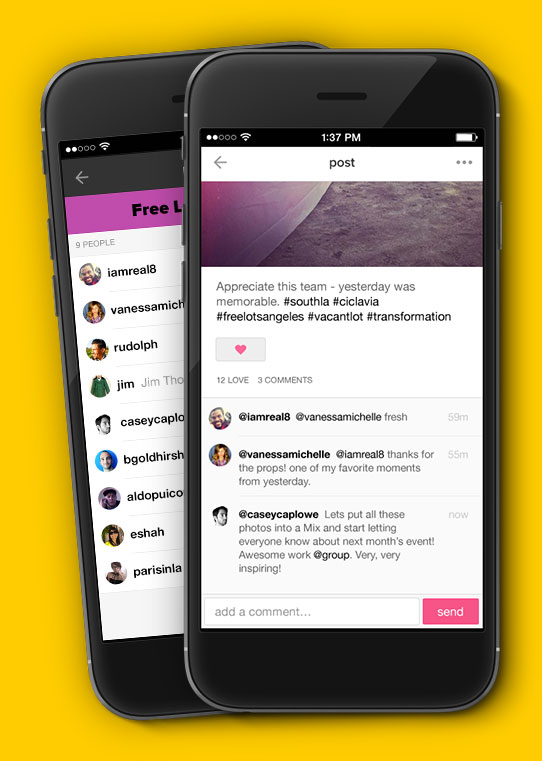 Free L
9 PEOPLE
iamreal8
vanessamich
rudolph
jim Jim Tho
caseycaplow
bgoldhirsh
aldopuico
eshah
parisinla
1:37 PM
post
Appreciate this team - yesterday was
memorable. #southla #ciclavia
#freelotsangeles #vacantlot #transformation
12 LOVE 3 COMMENTS
@iamreal8 @vanessamichelle fresh 59m
@vanessamichelle @iamreal8 thanks for 55m
the props! one of my favorite moments
from yesterday.
@caseycaplowe Lets put all these now
photos into a Mix and start letting
everyone know about next month's event!
Awesome work @group. Very, very
inspiring!
add a comment...
send